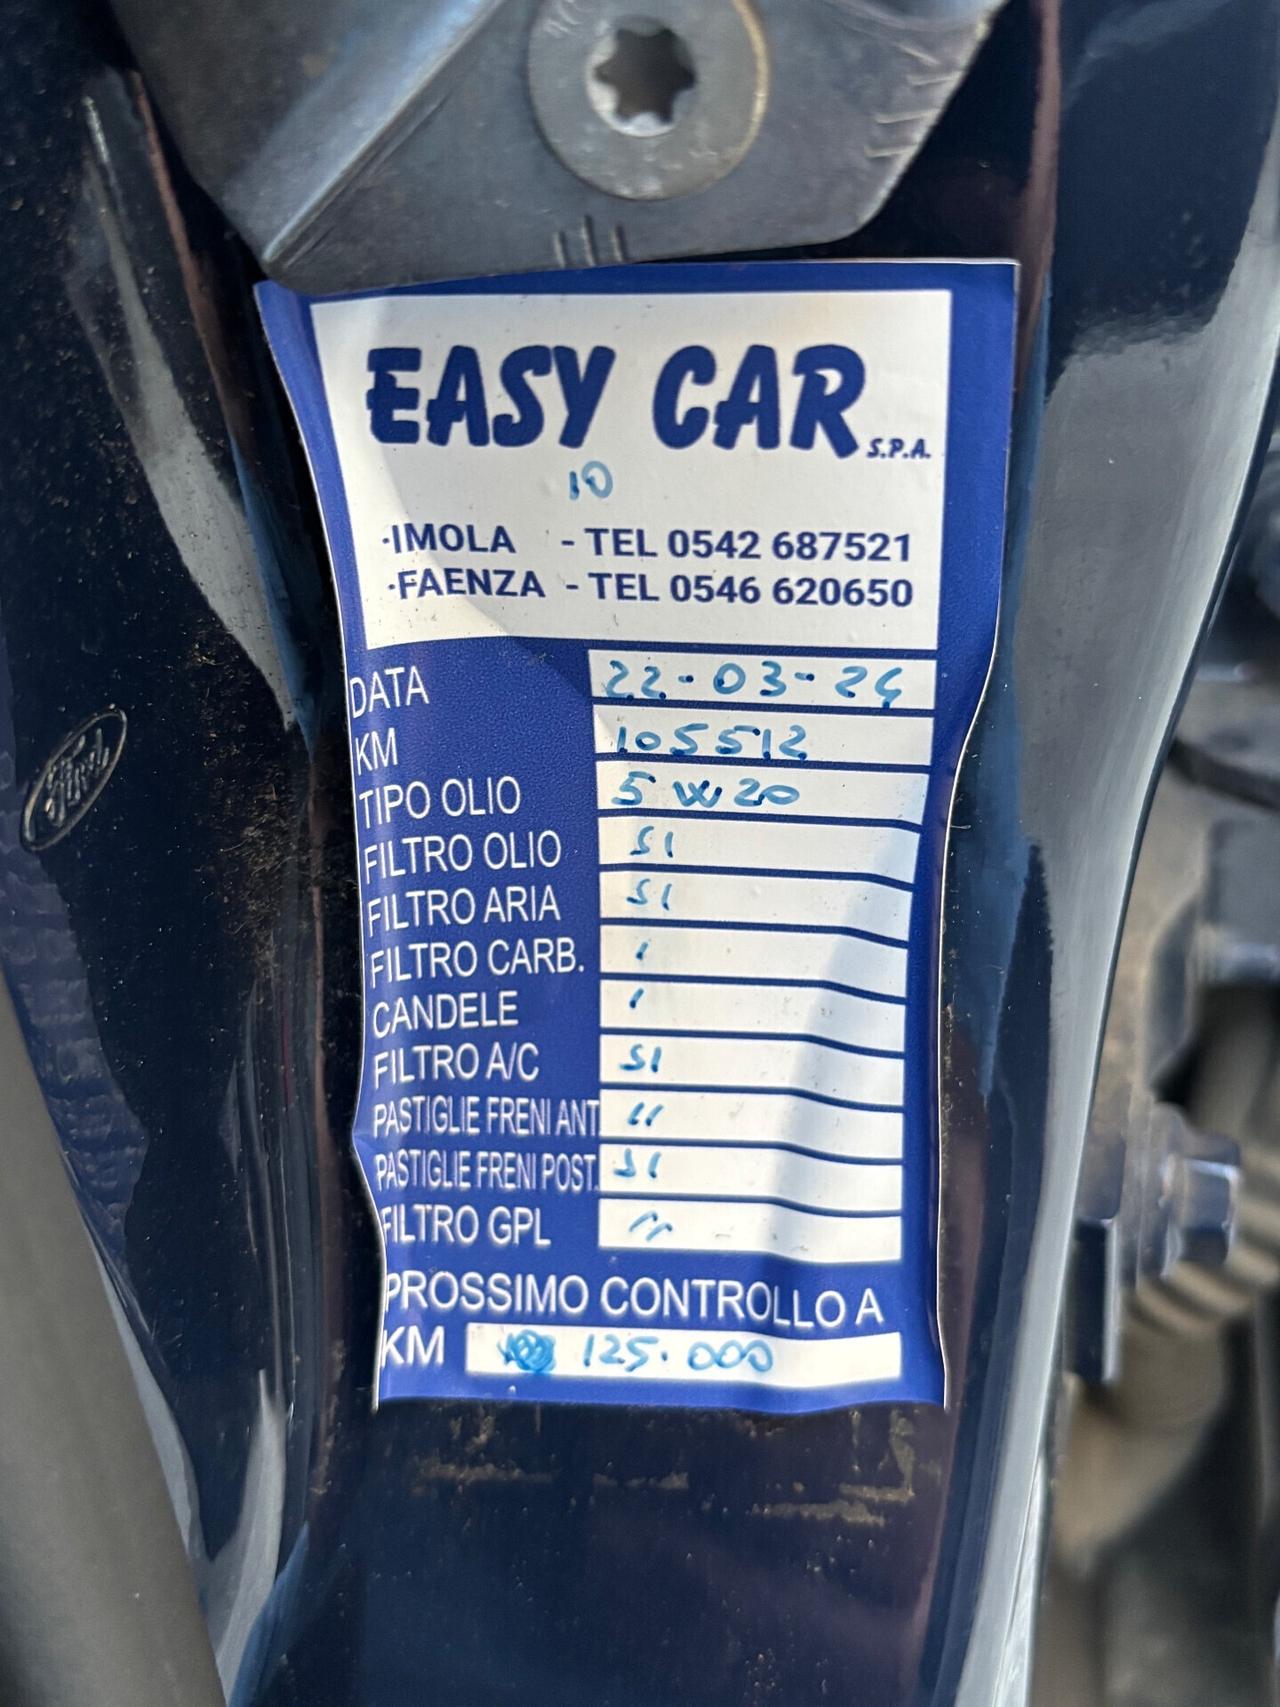 EASY CAR S.P.A.
10
·IMOLA - TEL 0542 687521
·FAENZA - TEL 0546 620650
DATA 22-03-24
KM 105512
TIPO OLIO 5W20
FILTRO OLIO SI
FILTRO ARIA SI
FILTRO CARB. /
CANDELE /
FILTRO A/C SI
PASTIGLIE FRENI ANT 11
PASTIGLIE FRENI POST. SI
FILTRO GPL
PROSSIMO CONTROLLO A
KM 125.000
Ford